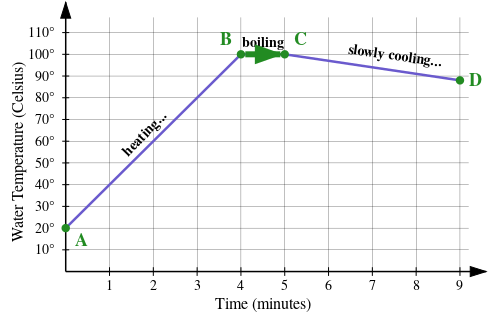 110°
100°
90°
80°
70°
60°
50°
40°
30°
20°
10°
Water Temperature (Celsius)
A
heating...
B
boiling
C
slowly cooling...
D
1 2 3 4 5 6 7 8 9
Time (minutes)